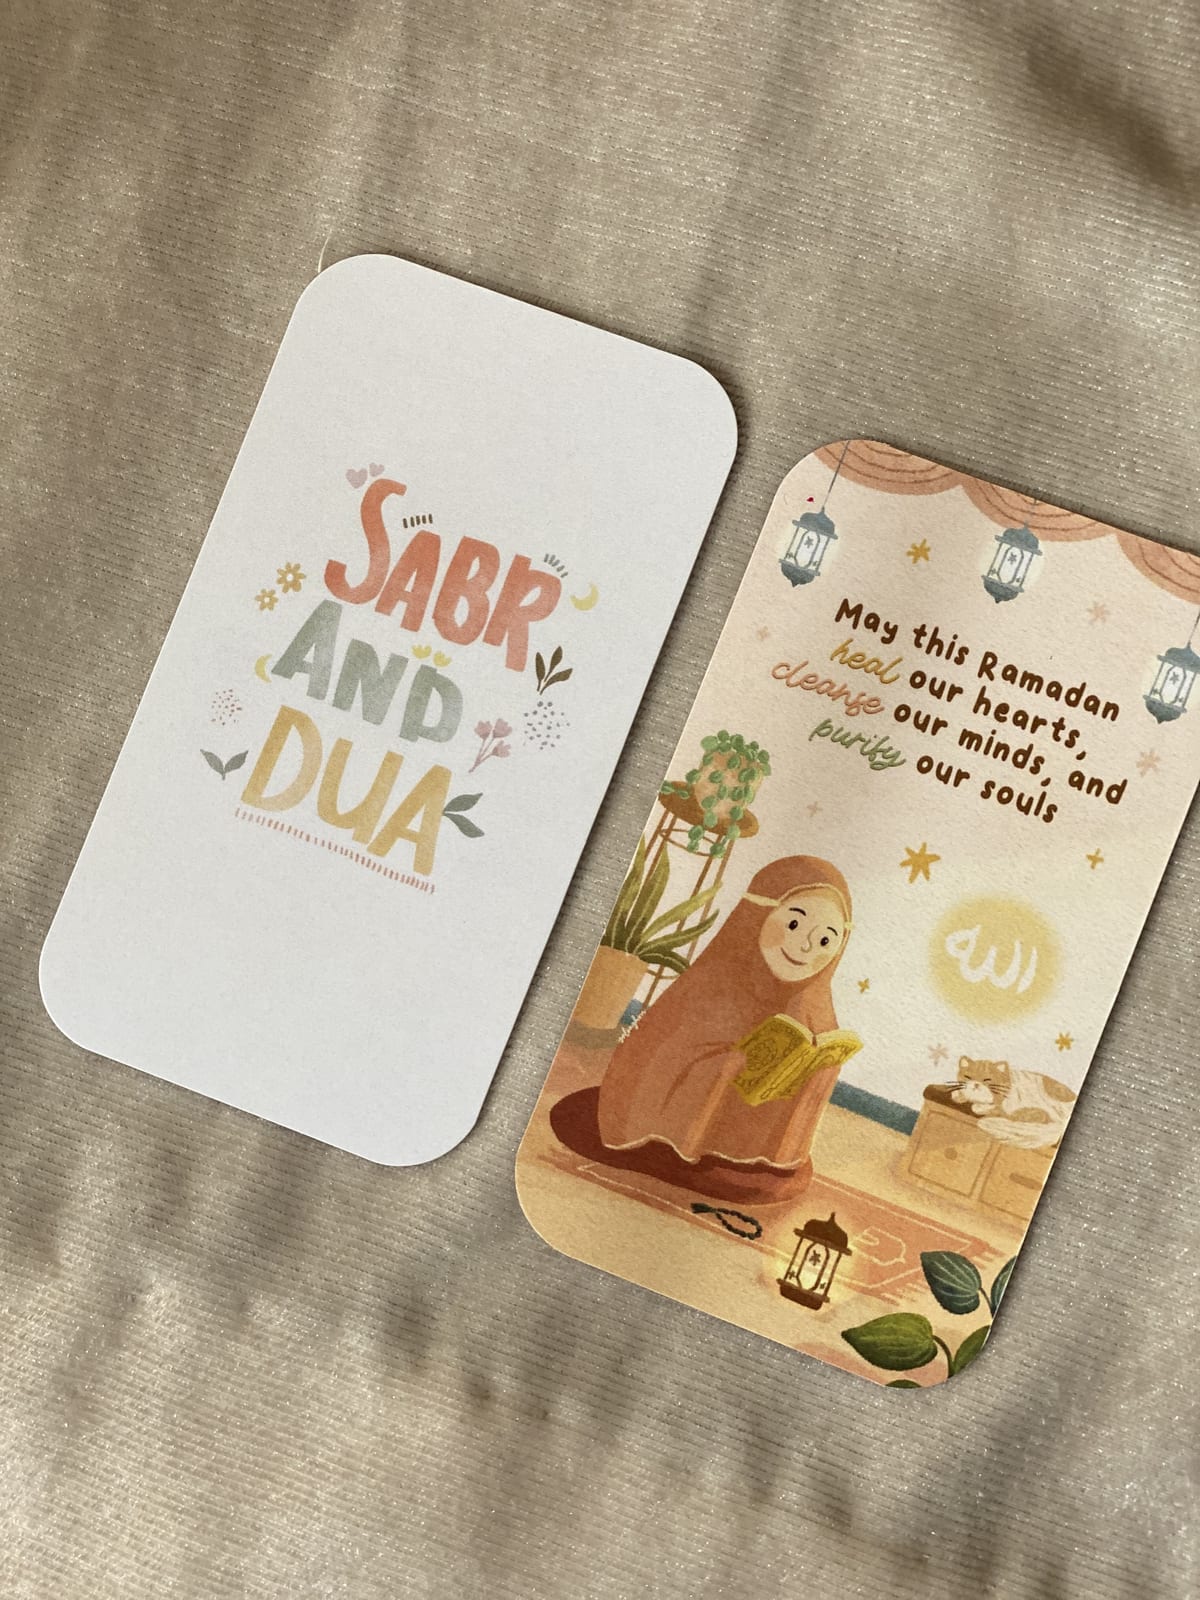 SABR
AND
DUA
May this Ramadan
heal our hearts,
cleanse our minds, and
purify our souls
الله